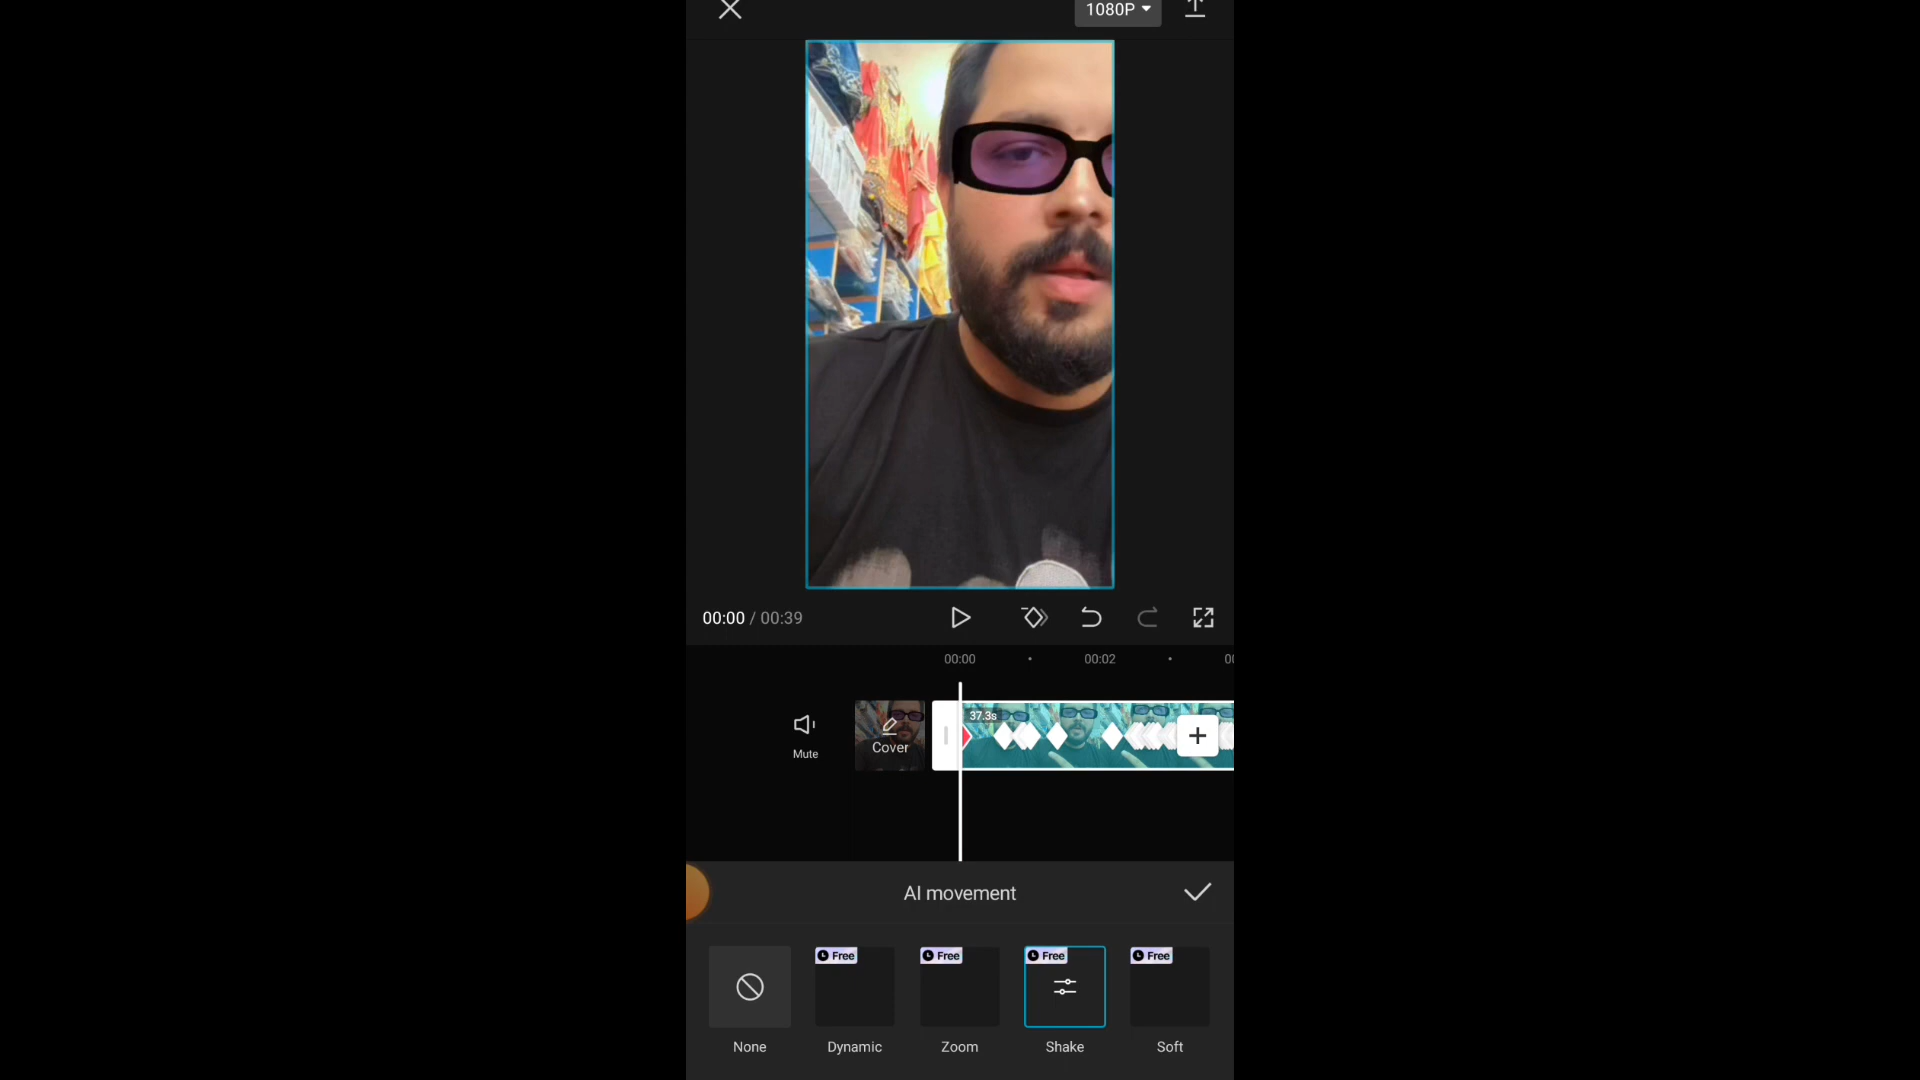 1080P
00:00 / 00:39
00:00
00:02
37.3s
Cover
Mute
AI movement
Free
Free
Free
Free
None
Dynamic
Zoom
Shake
Soft